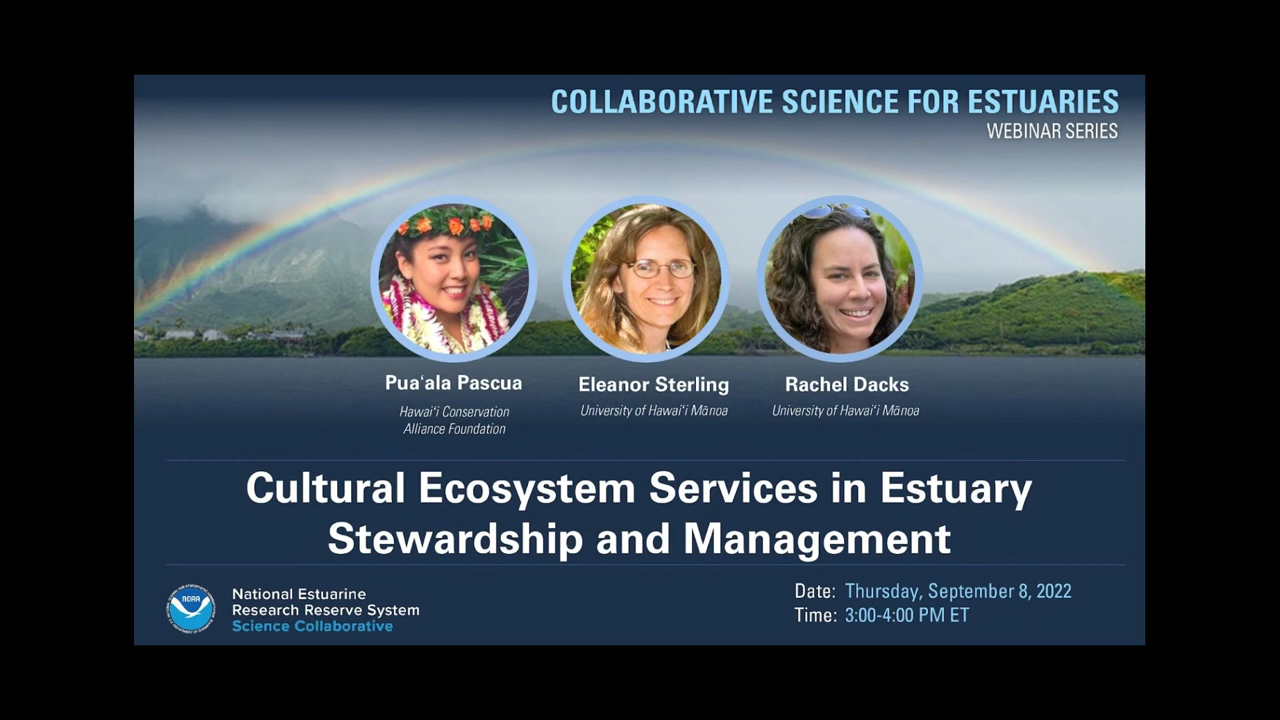 COLLABORATIVE SCIENCE FOR ESTUARIES
WEBINAR SERIES
Puaʻala Pascua
Hawaiʻi Conservation
Alliance Foundation
Eleanor Sterling
University of Hawaiʻi Mānoa
Rachel Dacks
University of Hawaiʻi Mānoa
Cultural Ecosystem Services in Estuary
Stewardship and Management
NOAA
National Estuarine
Research Reserve System
Science Collaborative
Date: Thursday, September 8, 2022
Time: 3:00-4:00 PM ET